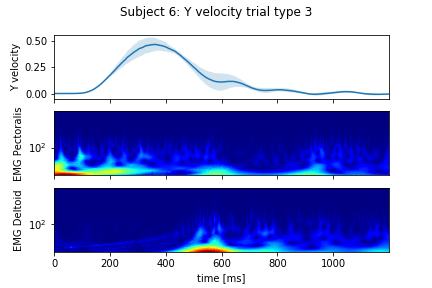 Subject 6: Y velocity trial type 3
Y velocity
0.50
0.25
0.00
EMG Pectoralis
10²
EMG Deltoid
10²
0 200 400 600 800 1000
time [ms]